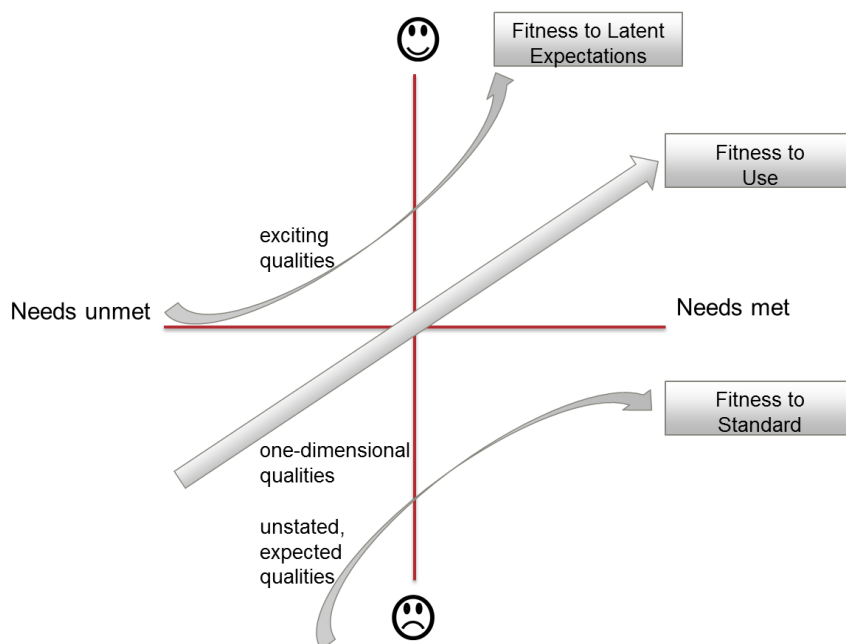 Fitness to Latent
Expectations
Fitness to
Use
exciting
qualities
Needs unmet
Needs met
Fitness to
Standard
one-dimensional
qualities
unstated,
expected
qualities